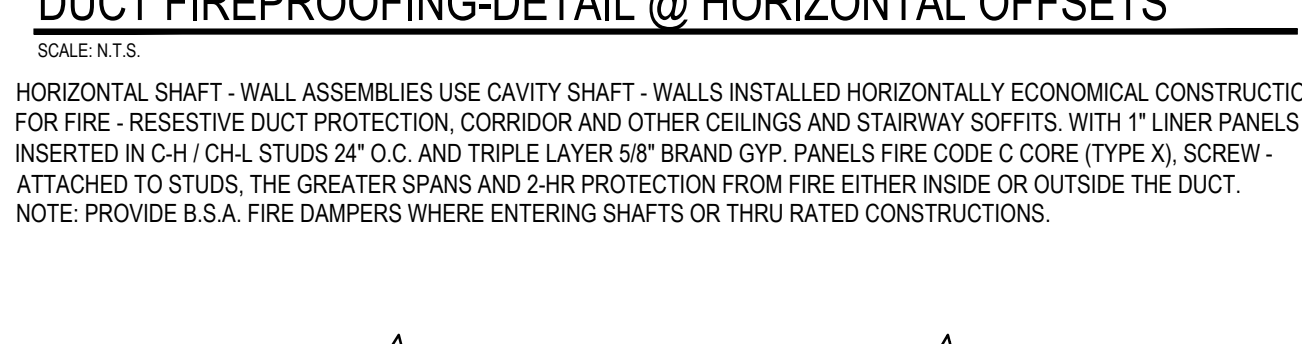 DUCT FIREPROOFING-DETAIL @ HORIZONTAL OFFSETS
SCALE: N.T.S.
HORIZONTAL SHAFT - WALL ASSEMBLIES USE CAVITY SHAFT - WALLS INSTALLED HORIZONTALLY ECONOMICAL CONSTRUCTIO
FOR FIRE - RESESTIVE DUCT PROTECTION, CORRIDOR AND OTHER CEILINGS AND STAIRWAY SOFFITS. WITH 1" LINER PANELS
INSERTED IN C-H / CH-L STUDS 24" O.C. AND TRIPLE LAYER 5/8" BRAND GYP. PANELS FIRE CODE C CORE (TYPE X), SCREW -
ATTACHED TO STUDS, THE GREATER SPANS AND 2-HR PROTECTION FROM FIRE EITHER INSIDE OR OUTSIDE THE DUCT.
NOTE: PROVIDE B.S.A. FIRE DAMPERS WHERE ENTERING SHAFTS OR THRU RATED CONSTRUCTIONS.